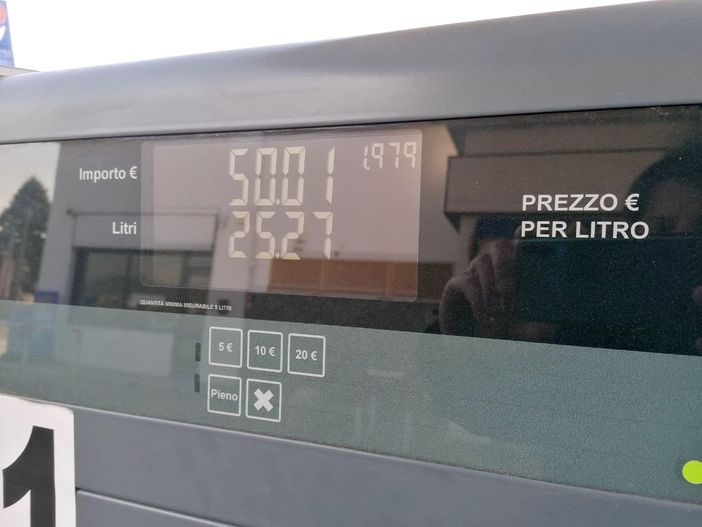 Importo € 50.01 1.979
Litri 25.27
PREZZO €
PER LITRO
QUANTITÀ MINIMA MISURABILE 5 LITRI
5 € 10 € 20 €
Pieno ✖
1